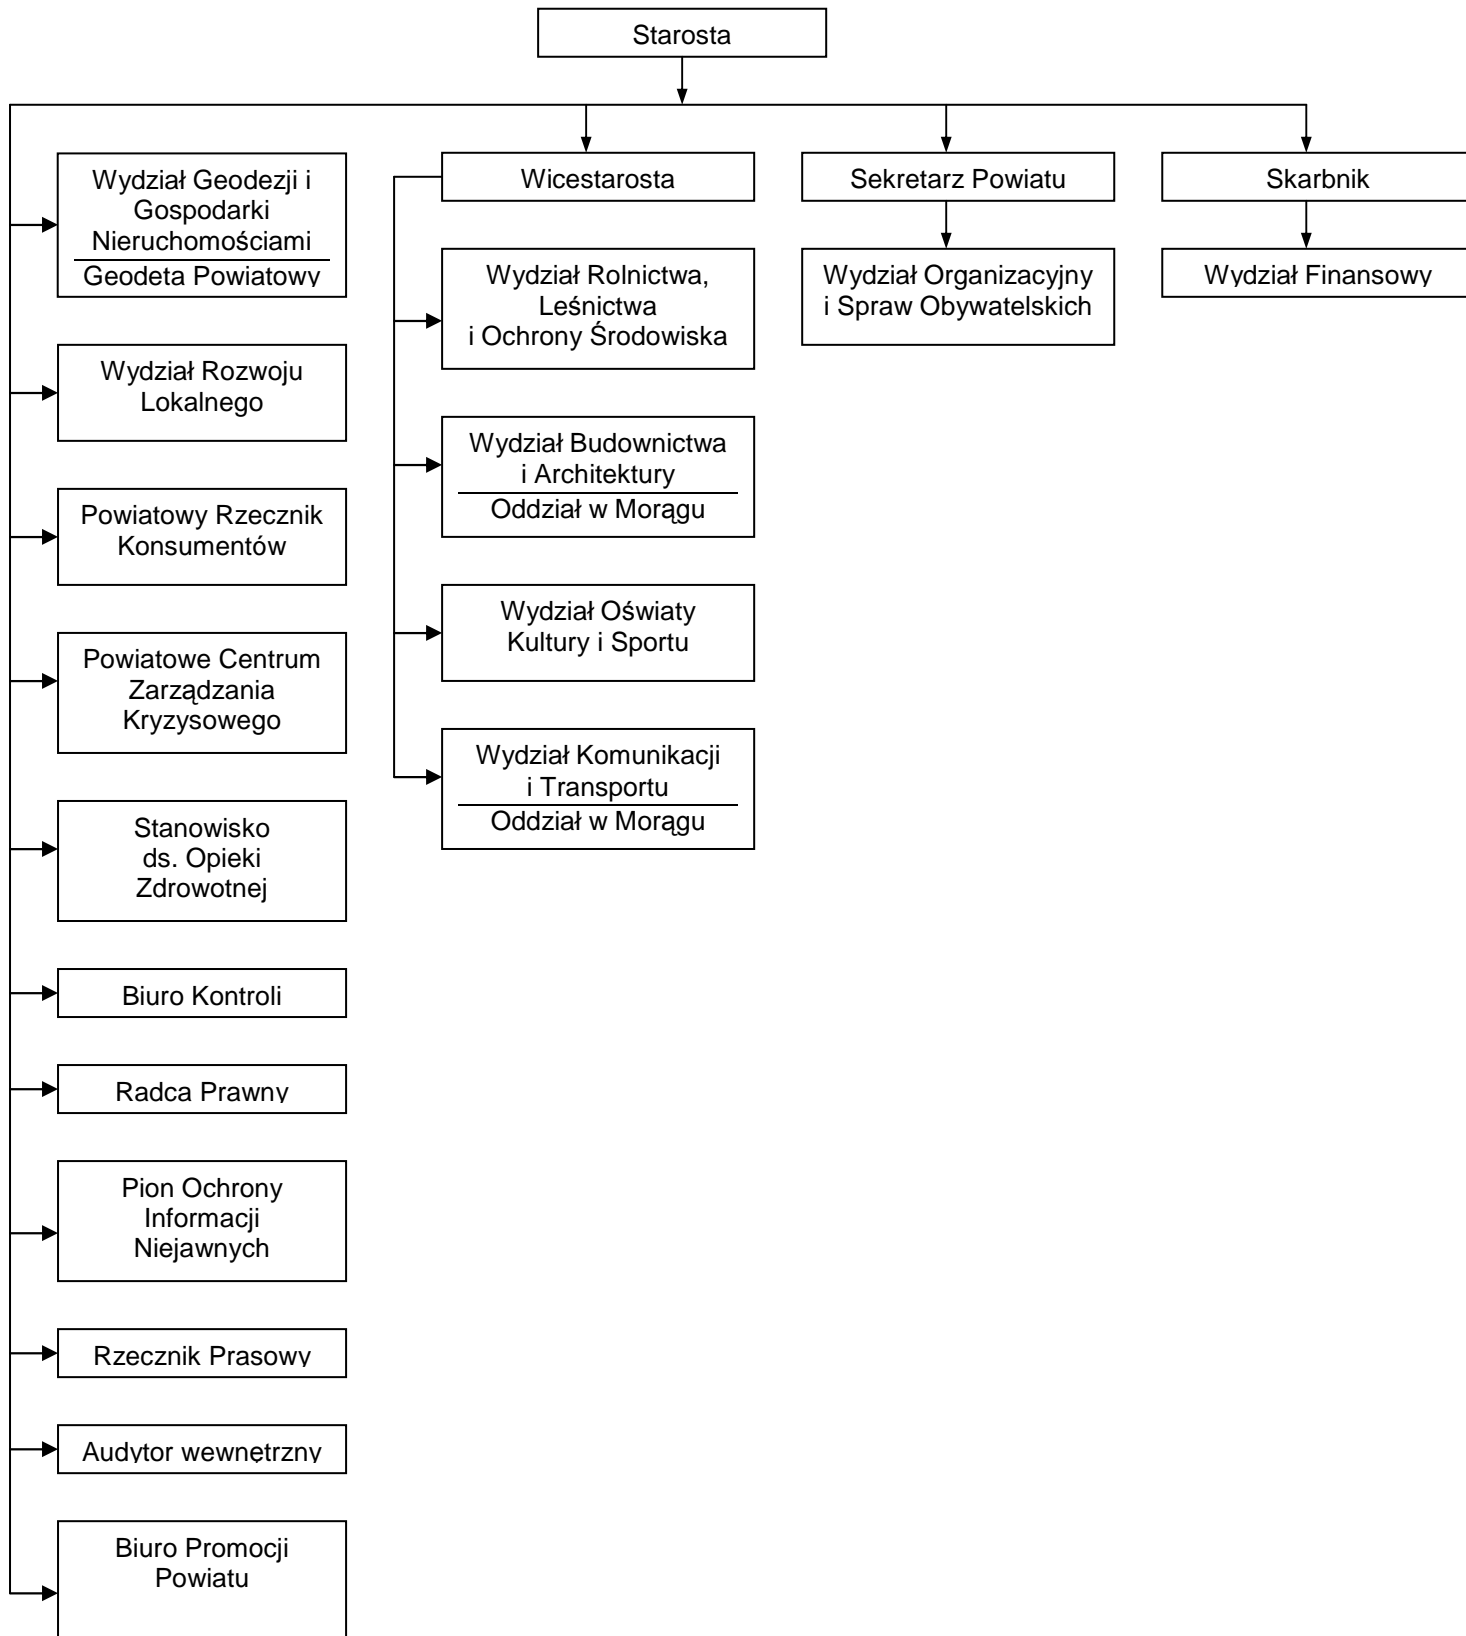 Starosta
Wydział Geodezji i
Gospodarki
Nieruchomościami
Geodeta Powiatowy
Wydział Rozwoju
Lokalnego
Powiatowy Rzecznik
Konsumentów
Powiatowe Centrum
Zarządzania
Kryzysowego
Stanowisko
ds. Opieki
Zdrowotnej
Biuro Kontroli
Radca Prawny
Pion Ochrony
Informacji
Niejawnych
Rzecznik Prasowy
Audytor wewnętrzny
Biuro Promocji
Powiatu
Wicestarosta
Wydział Rolnictwa,
Leśnictwa
i Ochrony Środowiska
Wydział Budownictwa
i Architektury
Oddział w Morągu
Wydział Oświaty
Kultury i Sportu
Wydział Komunikacji
i Transportu
Oddział w Morągu
Sekretarz Powiatu
Wydział Organizacyjny
i Spraw Obywatelskich
Skarbnik
Wydział Finansowy